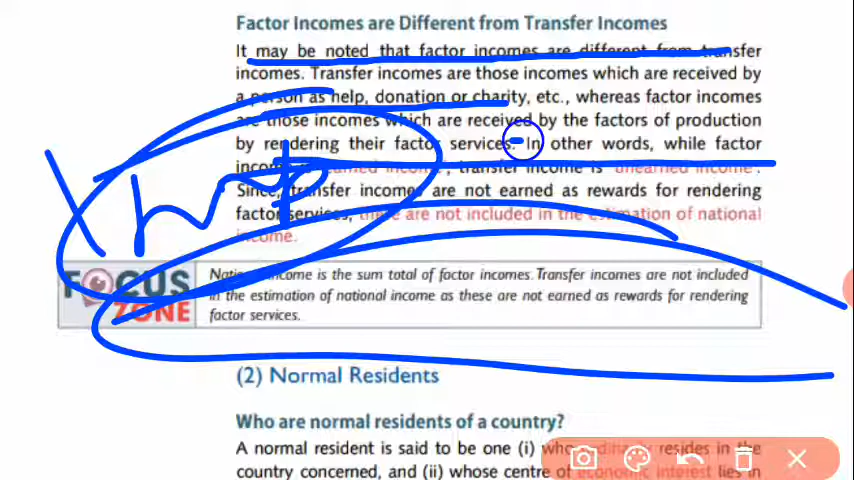 Factor Incomes are Different from Transfer Incomes
It may be noted that factor incomes are different from transfer
incomes. Transfer incomes are those incomes which are received by
a person as help, donation or charity, etc., whereas factor incomes
are those incomes which are received by the factors of production
by rendering their factor services. In other words, while factor
income is 'earned income', transfer income is 'unearned income'.
Since, transfer incomes are not earned as rewards for rendering
factor services, these are not included in the estimation of national
income.
FOCUS
ZONE
National income is the sum total of factor incomes. Transfer incomes are not included
in the estimation of national income as these are not earned as rewards for rendering
factor services.
(2) Normal Residents
Who are normal residents of a country?
A normal resident is said to be one (i) who ordinarily resides in the
country concerned, and (ii) whose centre of economic interest lies in